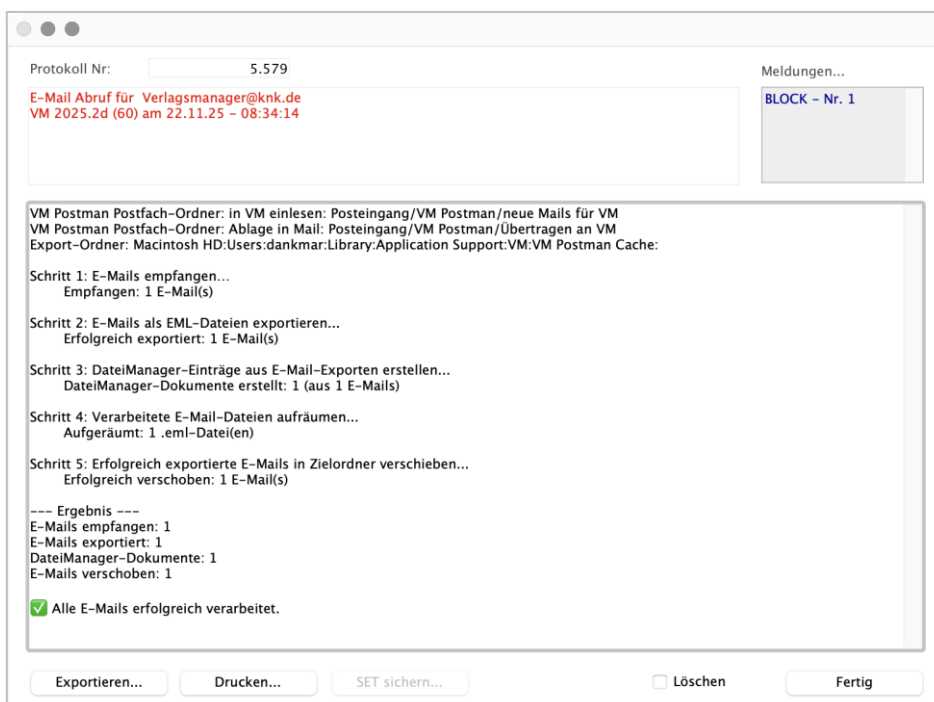 Protokoll Nr: 5.579
Meldungen...
E-Mail Abruf für Verlagsmanager@knk.de
VM 2025.2d (60) am 22.11.25 – 08:34:14
BLOCK – Nr. 1
VM Postman Postfach-Ordner: in VM einlesen: Posteingang/VM Postman/neue Mails für VM
VM Postman Postfach-Ordner: Ablage in Mail: Posteingang/VM Postman/Übertragen an VM
Export-Ordner: Macintosh HD:Users:dankmar:Library:Application Support:VM:VM Postman Cache:
Schritt 1: E-Mails empfangen...
Empfangen: 1 E-Mail(s)
Schritt 2: E-Mails als EML-Dateien exportieren...
Erfolgreich exportiert: 1 E-Mail(s)
Schritt 3: DateiManager-Einträge aus E-Mail-Exporten erstellen...
DateiManager-Dokumente erstellt: 1 (aus 1 E-Mails)
Schritt 4: Verarbeitete E-Mail-Dateien aufräumen...
Aufgeräumt: 1 .eml-Datei(en)
Schritt 5: Erfolgreich exportierte E-Mails in Zielordner verschieben...
Erfolgreich verschoben: 1 E-Mail(s)
--- Ergebnis ---
E-Mails empfangen: 1
E-Mails exportiert: 1
DateiManager-Dokumente: 1
E-Mails verschoben: 1
✅ Alle E-Mails erfolgreich verarbeitet.
Exportieren... Drucken... SET sichern... Löschen Fertig